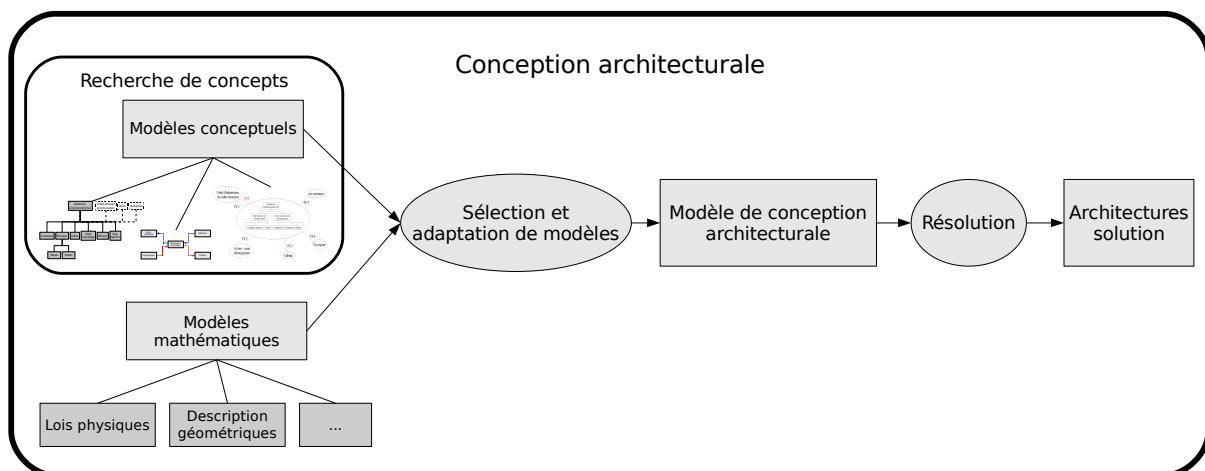 Conception architecturale
Recherche de concepts
Modèles conceptuels
Sélection et
adaptation de modèles
Modèle de conception
architecturale
Résolution
Architectures
solution
Modèles
mathématiques
Lois physiques
Description
géométriques
...